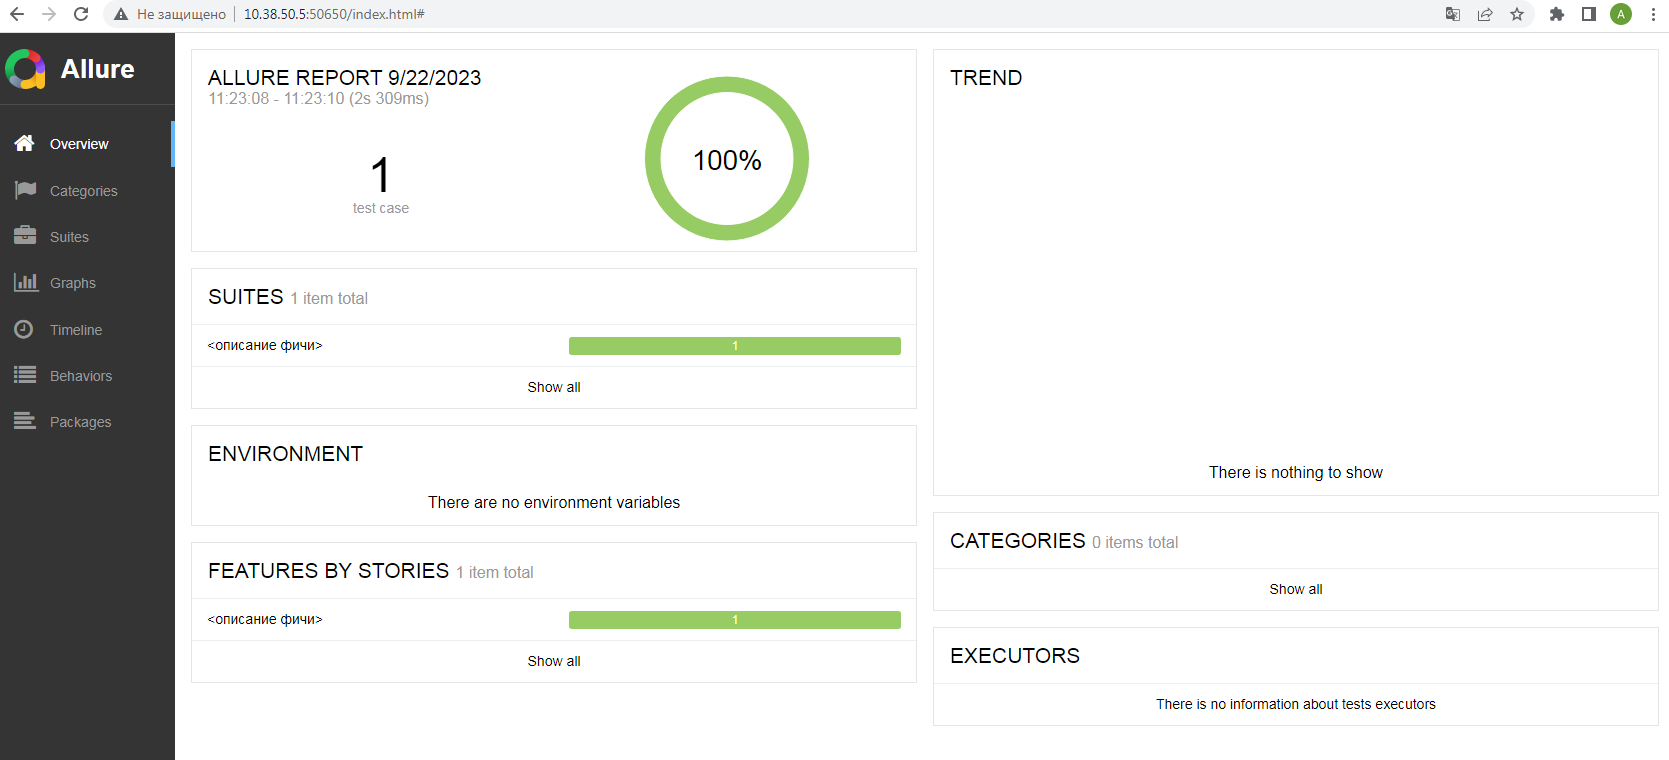 Не защищено | 10.38.50.5:50650/index.html#
A
Allure
Overview
Categories
Suites
Graphs
Timeline
Behaviors
Packages
ALLURE REPORT 9/22/2023
11:23:08 - 11:23:10 (2s 309ms)
1
test case
100%
SUITES 1 item total
<описание фичи> 1
Show all
ENVIRONMENT
There are no environment variables
FEATURES BY STORIES 1 item total
<описание фичи> 1
Show all
TREND
There is nothing to show
CATEGORIES 0 items total
Show all
EXECUTORS
There is no information about tests executors